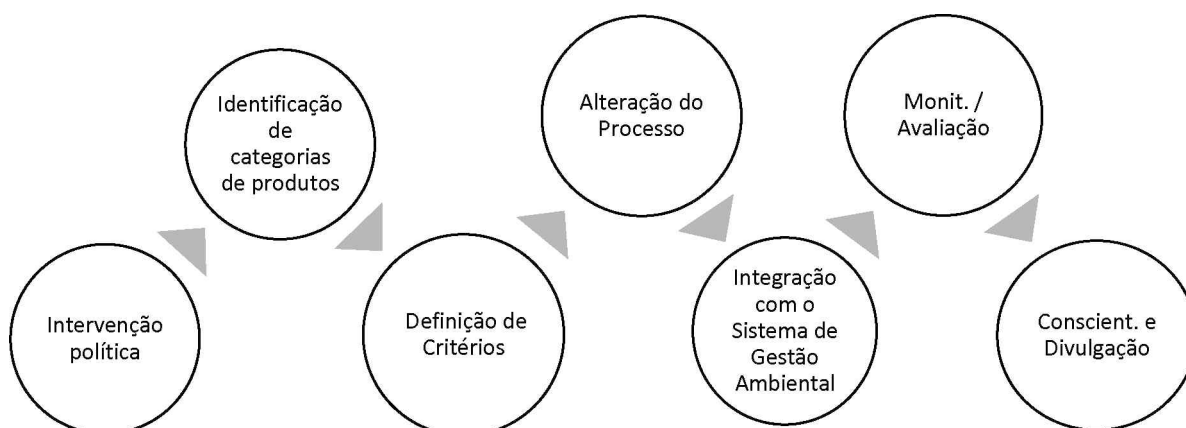 Intervenção
política
Identificação
de
categorias
de produtos
Definição de
Critérios
Alteração do
Processo
Integração
com o
Sistema de
Gestão
Ambiental
Monit. /
Avaliação
Conscient. e
Divulgação